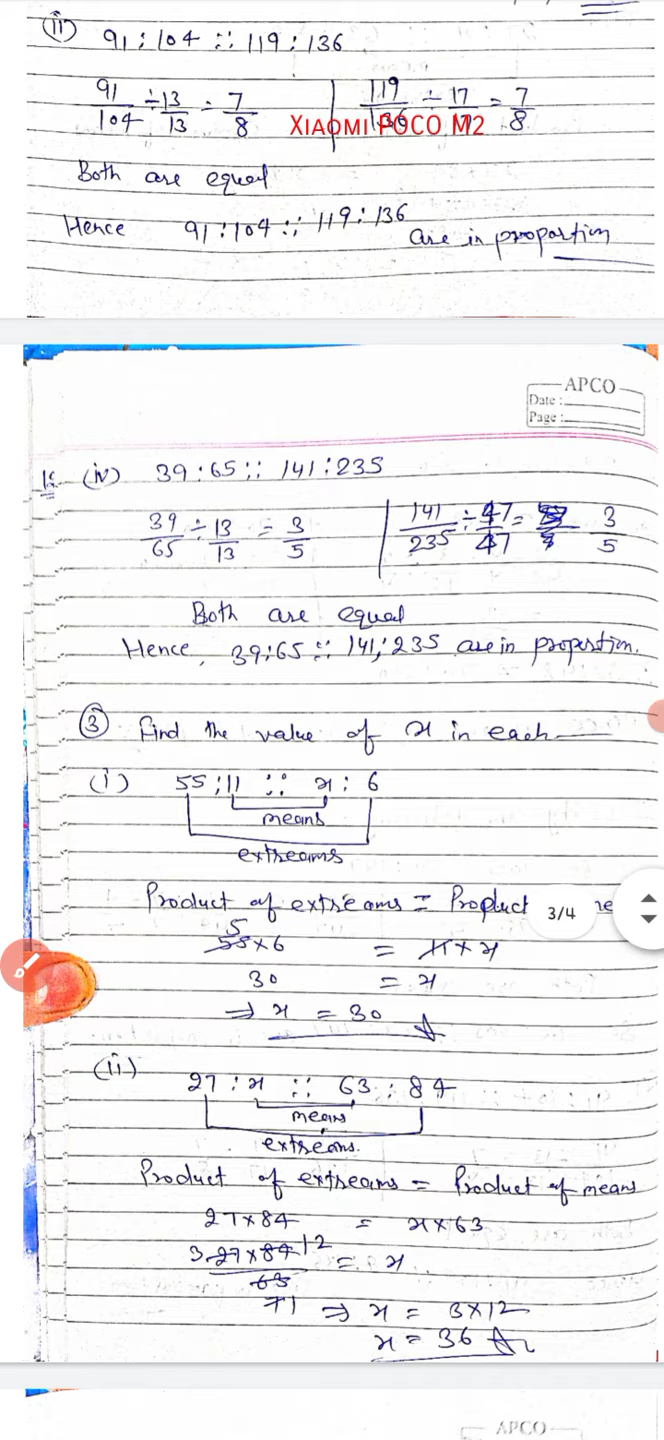 (ii) 91 : 104 :: 119 : 136
91/104 ÷ 13/13 = 7/8 | 119/136 ÷ 17/17 = 7/8
XIAOMI POCO M2
Both are equal
Hence 91 : 104 :: 119 : 136 are in proportion
APCO
Date :
Page :
(iv) 39 : 65 :: 141 : 235
39/65 ÷ 13/13 = 3/5 | 141/235 ÷ 47/47 = 3/5
Both are equal
Hence, 39 : 65 :: 141 : 235 are in proportion.
③ Find the value of x in each
(i) 55 : 11 :: x : 6
means
extreams
Product of extreams = Product
3/4
5
55 × 6 = 11 × x
30 = x
⇒ x = 30
(ii) 27 : x :: 63 : 84
means
extreams.
Product of extreams = Product of means
27 × 84 = x × 63
3 27 × 84 12 / 63 = x
7 1 ⇒ x = 3 × 12
x = 36
APCO